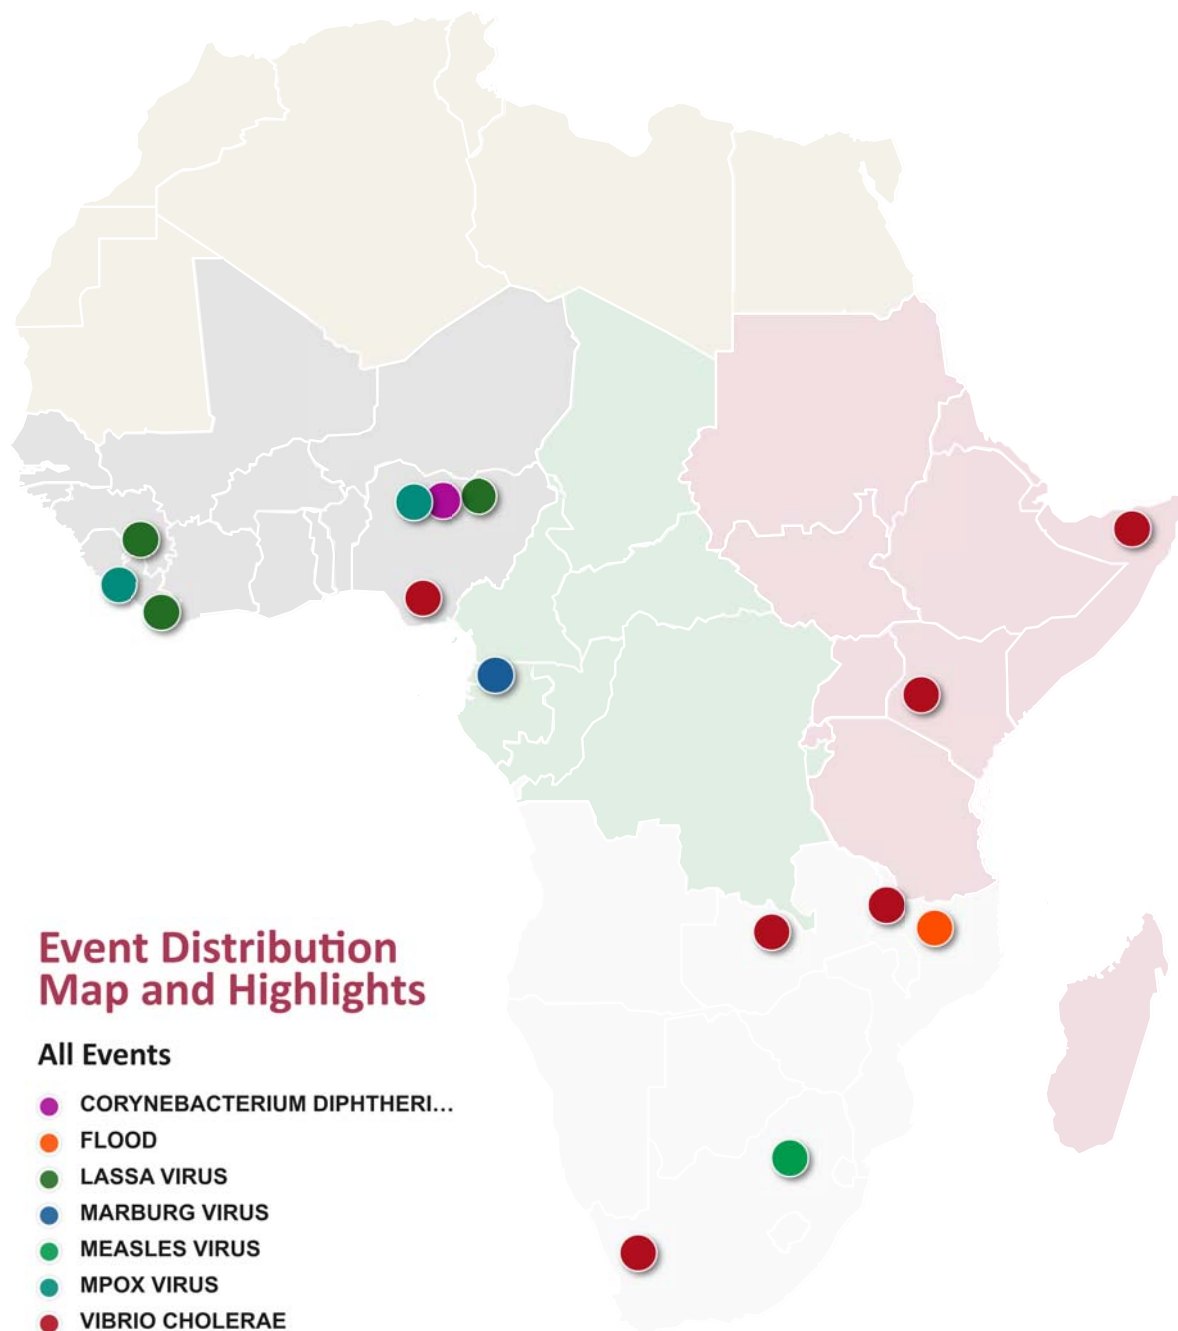 Event Distribution
Map and Highlights
All Events
CORYNEBACTERIUM DIPHTHERI...
FLOOD
LASSA VIRUS
MARBURG VIRUS
MEASLES VIRUS
MPOX VIRUS
VIBRIO CHOLERAE